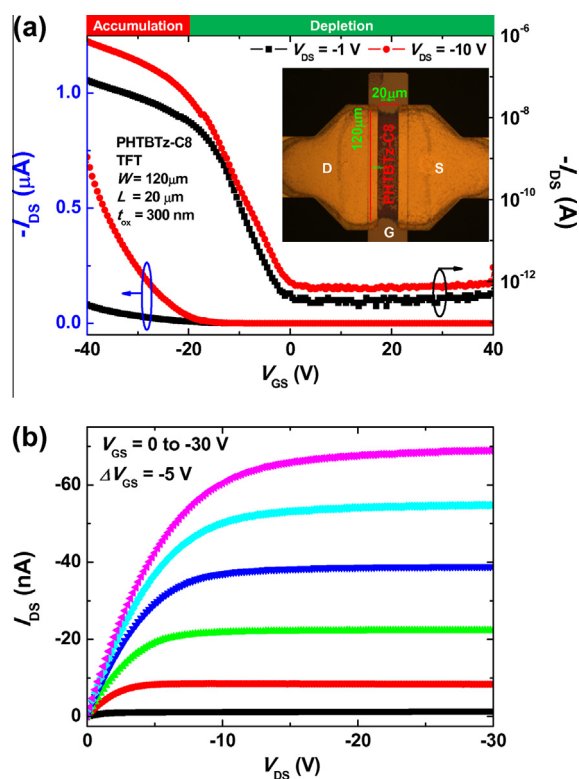 Accumulation Depletion
(a)
V_DS = -1 V V_DS = -10 V
10^-6
10^-8
10^-10
10^-12
-I_DS (A)
1.0
0.5
0.0
-I_DS (μA)
PHTBTz-C8
TFT
W = 120μm
L = 20 μm
t_ox = 300 nm
20μm
120μm
PHTBTz-C8
D
S
G
-40 -20 0 20 40
V_GS (V)
(b)
V_GS = 0 to -30 V
ΔV_GS = -5 V
-60
-40
-20
0
I_DS (nA)
0 -10 -20 -30
V_DS (V)